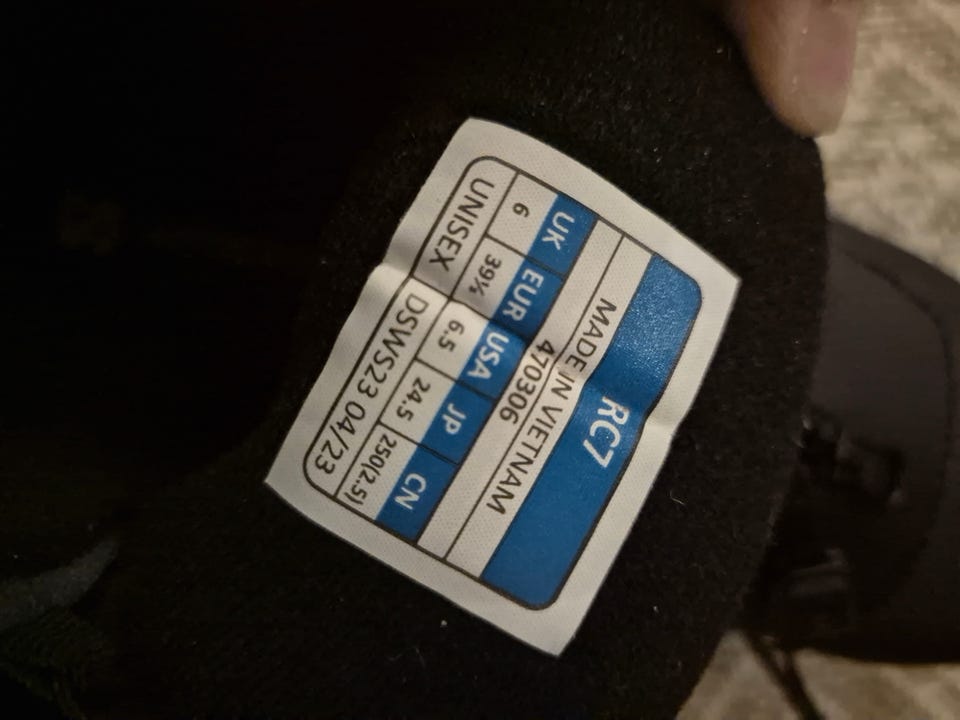 RC7
MADE IN VIETNAM
470306
UK EUR USA JP CN
6 39½ 6.5 24.5 250(2.5)
UNISEX DSWS23 04/23